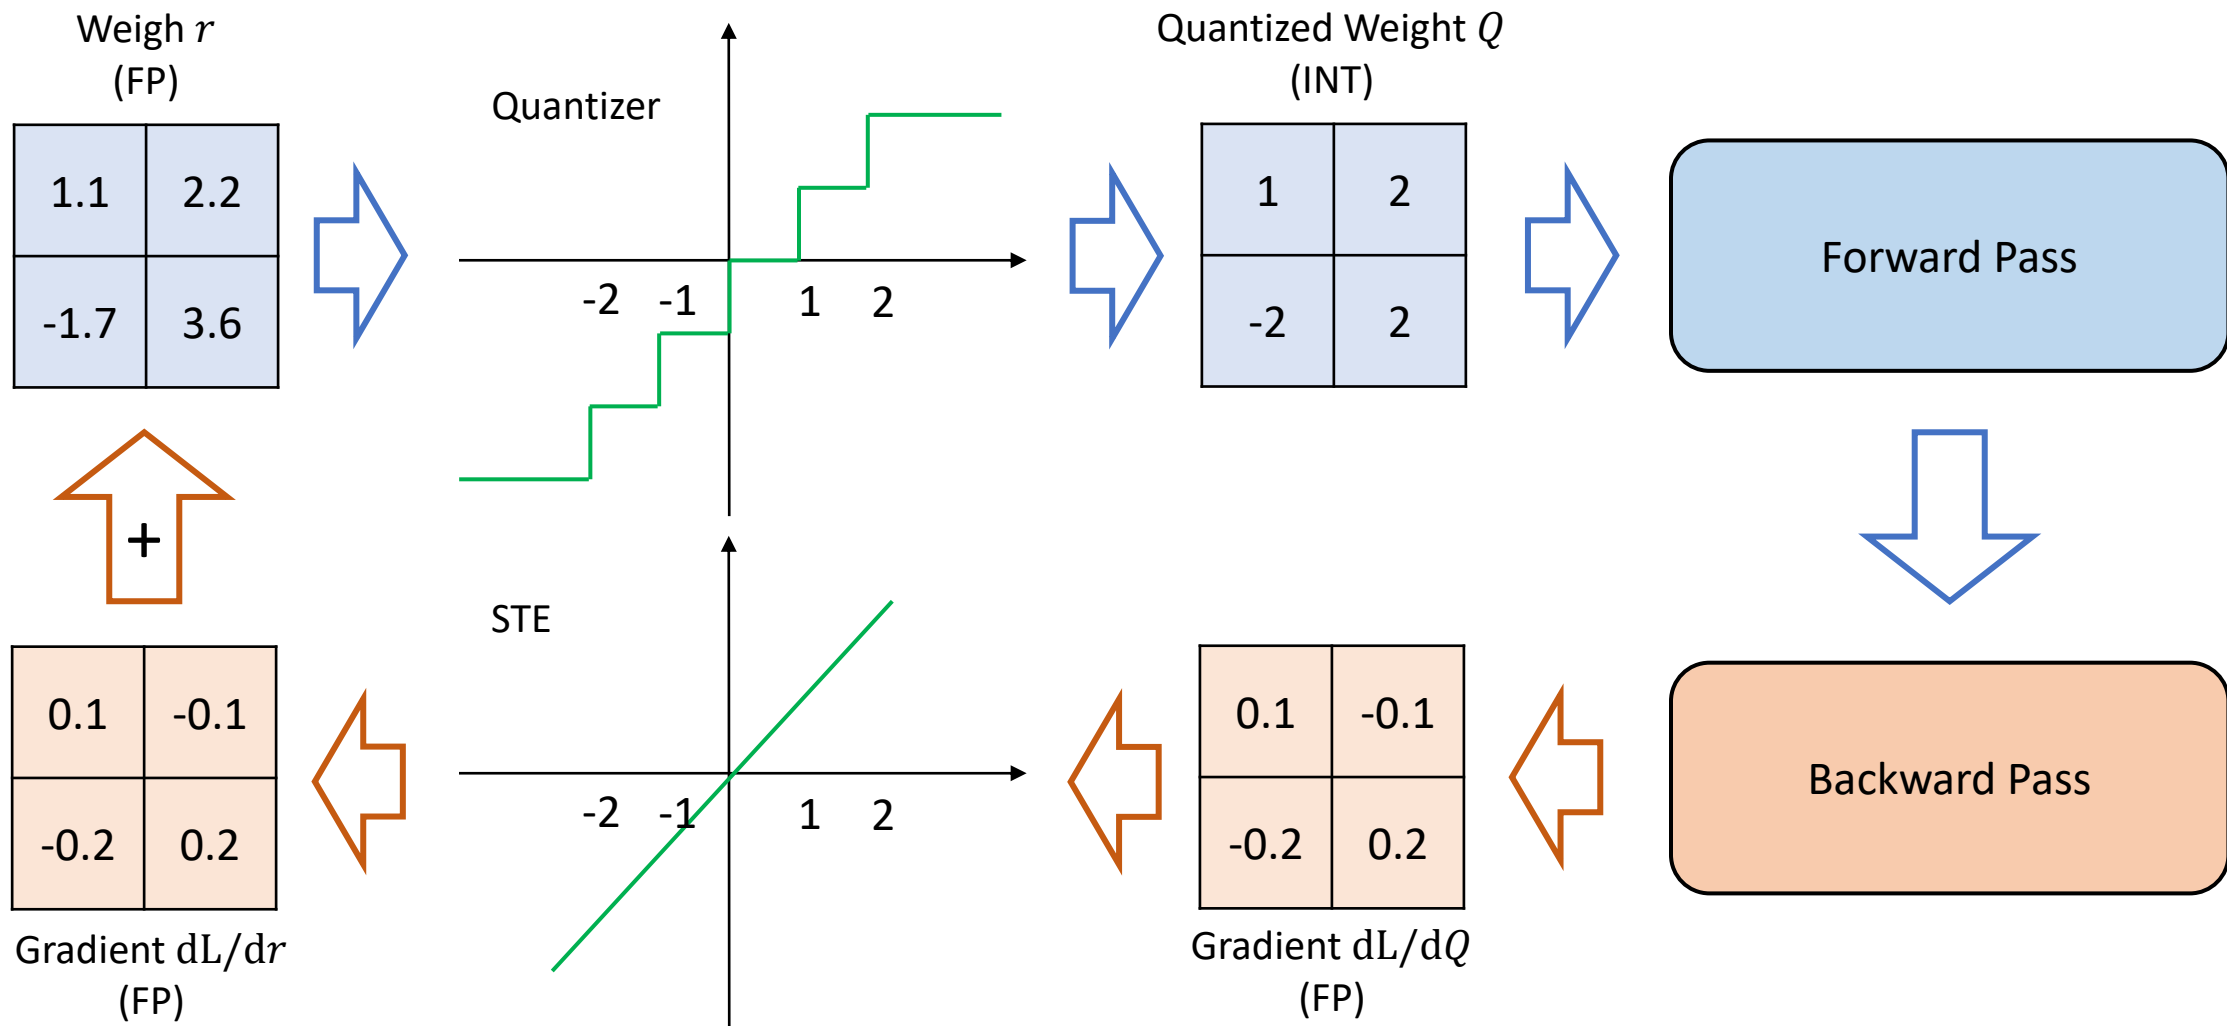 Weigh r
(FP)
1.1 2.2
-1.7 3.6
Quantizer
-2 -1 1 2
Quantized Weight Q
(INT)
1 2
-2 2
Forward Pass
+
0.1 -0.1
-0.2 0.2
Gradient dL/dr
(FP)
STE
-2 -1 1 2
0.1 -0.1
-0.2 0.2
Gradient dL/dQ
(FP)
Backward Pass